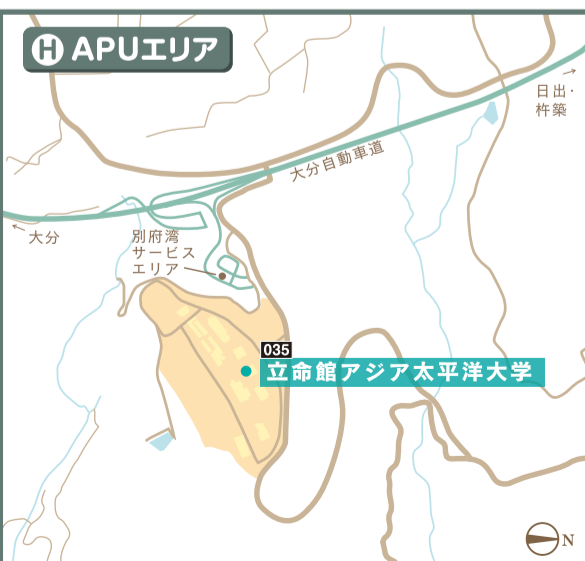 H APUエリア
日出・
杵築
大分自動車道
←大分
別府湾
サービス
エリア
035
立命館アジア太平洋大学
N